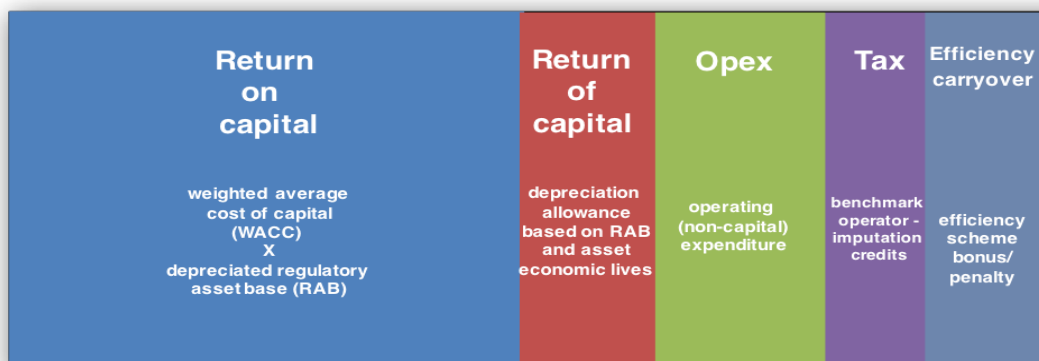 Return
on
capital
weighted average
cost of capital
(WACC)
X
depreciated regulatory
asset base (RAB)
Return
of
capital
depreciation
allowance
based on RAB
and asset
economic lives
Opex
operating
(non-capital)
expenditure
Tax
benchmark
operator -
imputation
credits
Efficiency
carryover
efficiency
scheme
bonus/
penalty